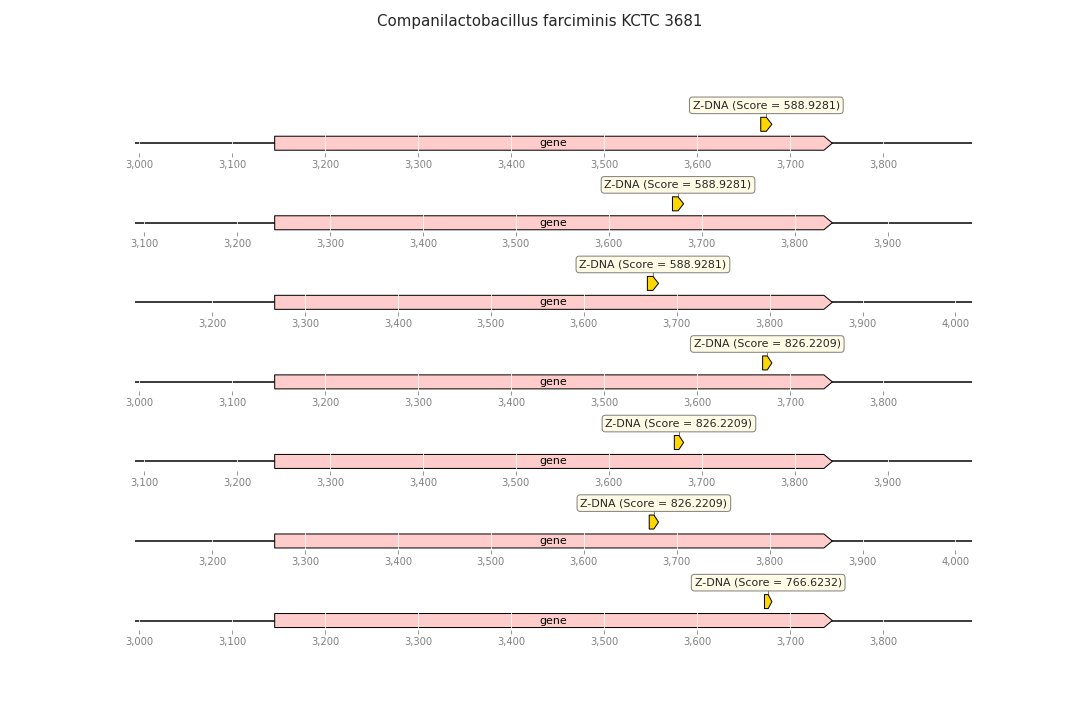 Companilactobacillus farciminis KCTC 3681
Z-DNA (Score = 588.9281)
gene
3,000 3,100 3,200 3,300 3,400 3,500 3,600 3,700 3,800
Z-DNA (Score = 588.9281)
gene
3,100 3,200 3,300 3,400 3,500 3,600 3,700 3,800 3,900
Z-DNA (Score = 588.9281)
gene
3,200 3,300 3,400 3,500 3,600 3,700 3,800 3,900 4,000
Z-DNA (Score = 826.2209)
gene
3,000 3,100 3,200 3,300 3,400 3,500 3,600 3,700 3,800
Z-DNA (Score = 826.2209)
gene
3,100 3,200 3,300 3,400 3,500 3,600 3,700 3,800 3,900
Z-DNA (Score = 826.2209)
gene
3,200 3,300 3,400 3,500 3,600 3,700 3,800 3,900 4,000
Z-DNA (Score = 766.6232)
gene
3,000 3,100 3,200 3,300 3,400 3,500 3,600 3,700 3,800